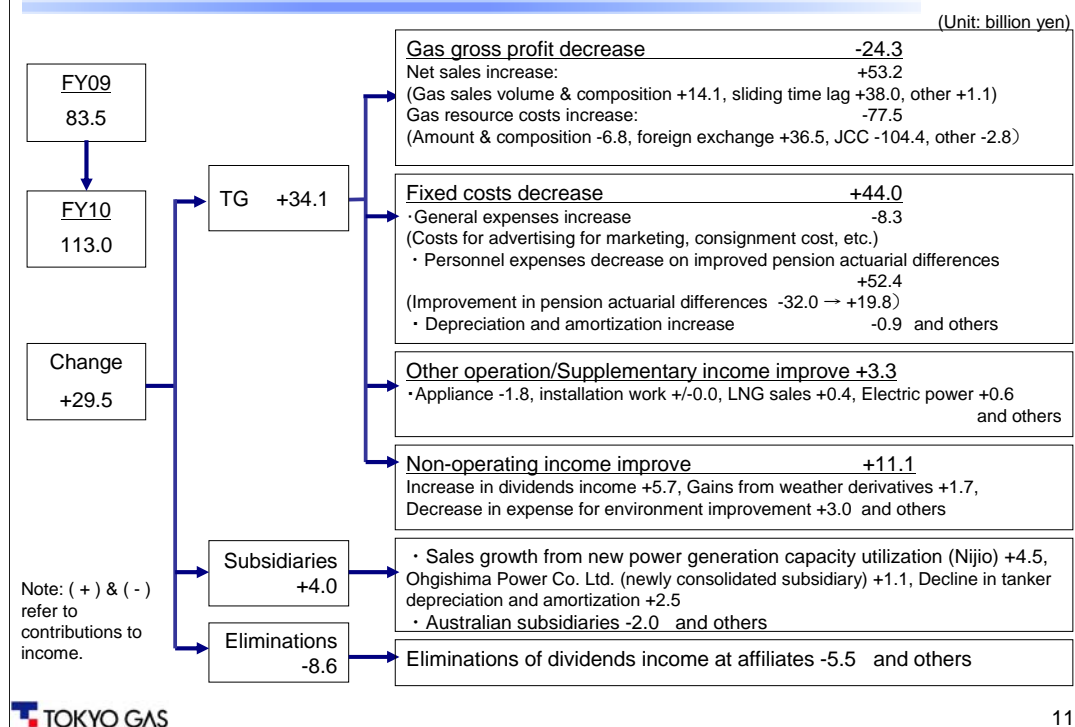 (Unit: billion yen)
FY09
83.5
FY10
113.0
Change
+29.5
Note: ( + ) & ( - )
refer to
contributions to
income.
TG +34.1
Subsidiaries
+4.0
Eliminations
-8.6
Gas gross profit decrease -24.3
Net sales increase: +53.2
(Gas sales volume & composition +14.1, sliding time lag +38.0, other +1.1)
Gas resource costs increase: -77.5
(Amount & composition -6.8, foreign exchange +36.5, JCC -104.4, other -2.8）
Fixed costs decrease +44.0
･General expenses increase -8.3
(Costs for advertising for marketing, consignment cost, etc.)
・Personnel expenses decrease on improved pension actuarial differences
+52.4
(Improvement in pension actuarial differences -32.0 → +19.8）
・Depreciation and amortization increase -0.9 and others
Other operation/Supplementary income improve +3.3
･Appliance -1.8, installation work +/-0.0, LNG sales +0.4, Electric power +0.6
and others
Non-operating income improve +11.1
Increase in dividends income +5.7, Gains from weather derivatives +1.7,
Decrease in expense for environment improvement +3.0 and others
・Sales growth from new power generation capacity utilization (Nijio) +4.5,
Ohgishima Power Co. Ltd. (newly consolidated subsidiary) +1.1, Decline in tanker
depreciation and amortization +2.5
・Australian subsidiaries -2.0 and others
Eliminations of dividends income at affiliates -5.5 and others
TOKYO GAS
11